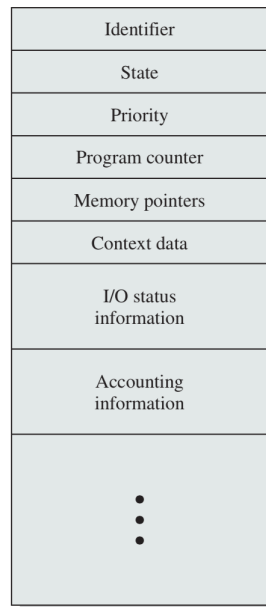 Identifier
State
Priority
Program counter
Memory pointers
Context data
I/O status
information
Accounting
information